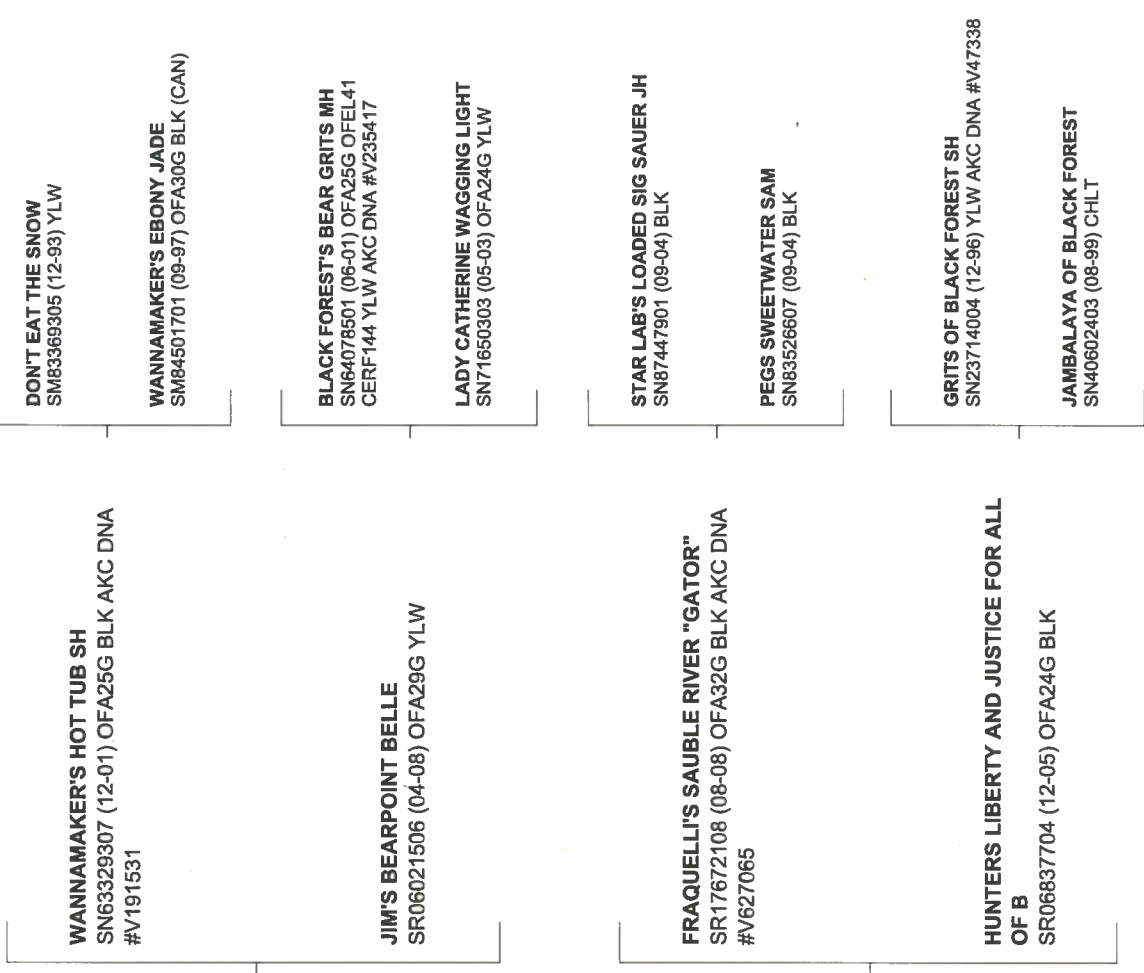 WANNAMAKER'S HOT TUB SH
SN63329307 (12-01) OFA25G BLK AKC DNA
#V191531
JIM'S BEARPOINT BELLE
SR06021506 (04-08) OFA29G YLW
FRAQUELLI'S SAUBLE RIVER "GATOR"
SR17672108 (08-08) OFA32G BLK AKC DNA
#V627065
HUNTERS LIBERTY AND JUSTICE FOR ALL
OF B
SR06837704 (12-05) OFA24G BLK
DON'T EAT THE SNOW
SM83369305 (12-93) YLW
WANNAMAKER'S EBONY JADE
SM84501701 (09-97) OFA30G BLK (CAN)
BLACK FOREST'S BEAR GRITS MH
SN64078501 (06-01) OFA25G OFEL41
CERF144 YLW AKC DNA #V235417
LADY CATHERINE WAGGING LIGHT
SN71650303 (05-03) OFA24G YLW
STAR LAB'S LOADED SIG SAUER JH
SN87447901 (09-04) BLK
PEGS SWEETWATER SAM
SN83526607 (09-04) BLK
GRITS OF BLACK FOREST SH
SN23714004 (12-96) YLW AKC DNA #V47338
JAMBALAYA OF BLACK FOREST
SN40602403 (08-99) CHLT